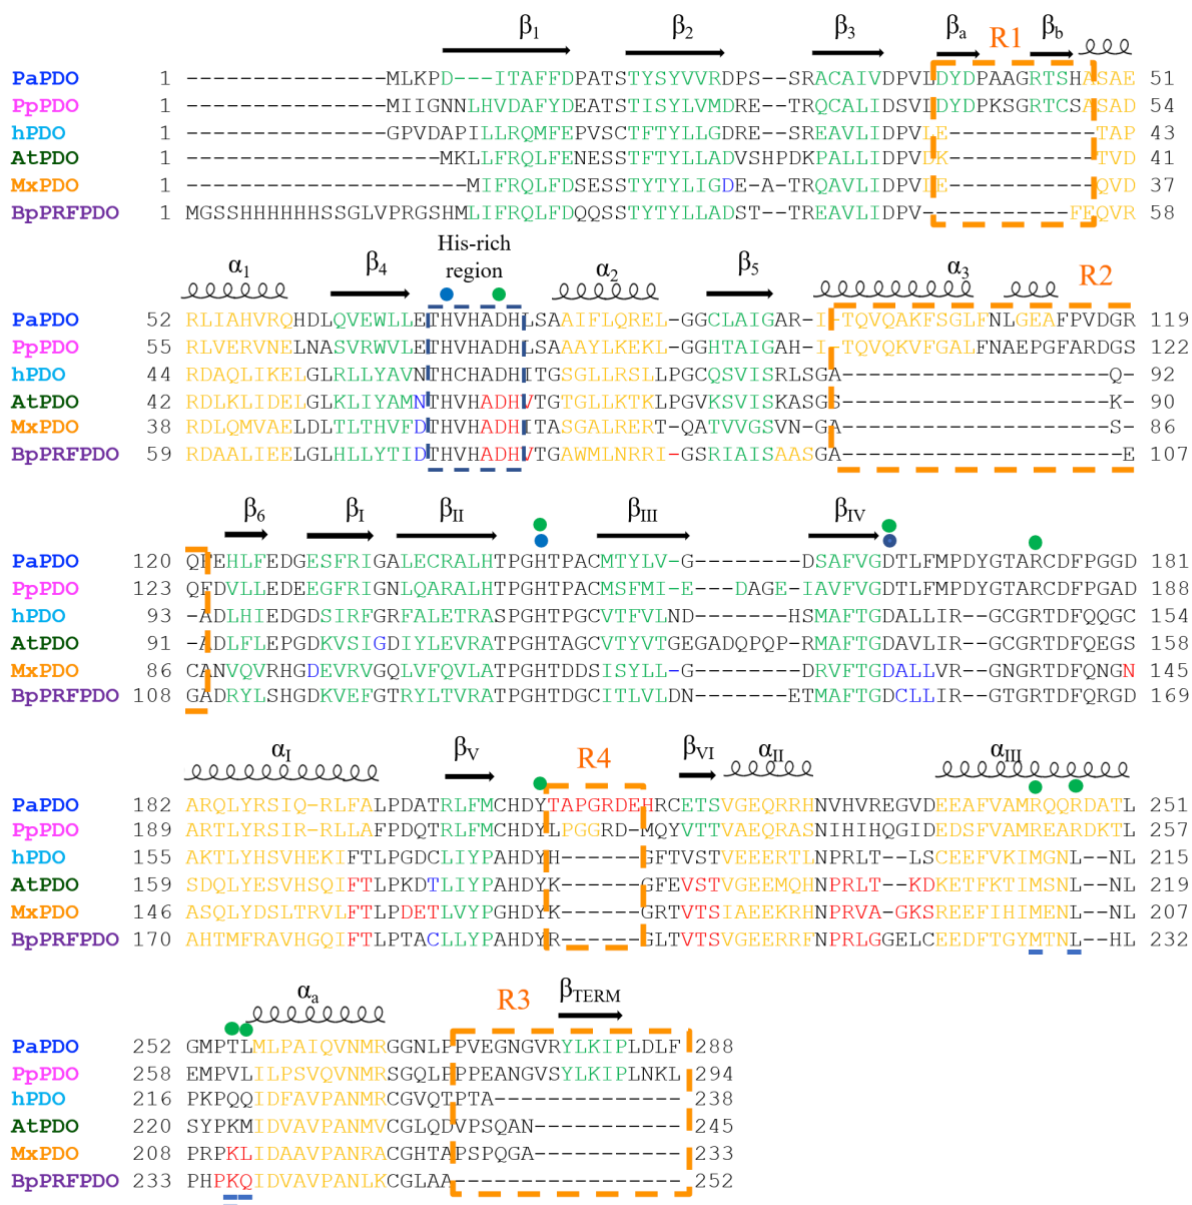 β1 β2 β3 βa R1 βb
PaPDO 1 ----------------MLKPD---ITAFFDPATSTYSYVVRDPS--SRACAIVDPVLDYDPAAGRTSHASAE 51
PpPDO 1 ----------------MIIGNNLHVDAFYDEATSTISYLVMDRE--TRQCALIDSVLDYDPKSGRTCSASAD 54
hPDO 1 ----------------GPVDAPILLRQMFEPVSCTFTYLLGDRE--SREAVLIDPVLE------------TAP 43
AtPDO 1 --------------------MKLLFRQLFENESSTFTYLLADVSHPDKPALLIDPVDK------------TVD 41
MxPDO 1 ----------------------MIFRQLFDSESSTYTYLIGDE-A-TRQAVLIDPVLE------------QVD 37
BpPRFPDO 1 MGSSHHHHHHSSGLVPRGSHMLIFRQLFDQQSSTYTYLLADST--TREAVLIDPV-----------FEQVR 58
His-rich
region
α1 β4 α2 β5 α3 R2
PaPDO 52 RLIAHVRQHDLQVEWLLETHVHADHLSAAIFLQREL-GGCLAIGAR-I-TQVQAKFSGLFNLGEAFPVDGR 119
PpPDO 55 RLVERVNELNASVRWVLETHVHADHLSAAAYLKEKL-GGHTAIGAH-I-TQVQKVFGALFNAEPGFARDGS 122
hPDO 44 RDAQLIKELGLRLLYAVNTHCHADHITGSGLLRSLLPGCQSVISRLSGA---------------------Q- 92
AtPDO 42 RDLKLIDELGLKLIYAMNTHVHADHVTGTGLLKTKLPGVKSVISKASGS---------------------K- 90
MxPDO 38 RDLQMVAELDLTLTHVFDTHVHADHITASGALRERT-QATVVGSVN-GA---------------------S- 86
BpPRFPDO 59 RDAALIEELGLHLLYTIDTHVHADHVTGAWMLNRRI-GSRIAISAASGA---------------------E 107
β6 βI βII βIII βIV
PaPDO 120 QFEHLFEDGESFRIGALECRALHTPGHTPACMTYLV-G--------DSAFVGDTLFMPDYGTARCDFPGGD 181
PpPDO 123 QFDVLLEDEEGFRIGNLQARALHTPGHTPACMSFMI-E---DAGE-IAVFVGDTLFMPDYGTARCDFPGAD 188
hPDO 93 -ADLHIEDGDSIRFGRFALETRASPGHTPGCVTFVLND-------HSMAFTGDALLIR--GCGRTDFQQGC 154
AtPDO 91 -ADLFLEPGDKVSIGDIYLEVRATPGHTAGCVTYVTGEGADQPQP-RMAFTGDAVLIR--GCGRTDFQEGS 158
MxPDO 86 CANVQVRHGDEVRVGQLVFQVLATPGHTDDSISYLL-G--------DRVFTGDALLVR--GNGRTDFQNGN 145
BpPRFPDO 108 GADRYLSHGDKVEFGTRYLTVRATPGHTDGCITLVLDN-------ETMAFTGDCLLIR--GTGRTDFQRGD 169
αI βV R4 βVI αII αIII
PaPDO 182 ARQLYRSIQ-RLFALPDATRLFMCHDYTAPGRDEHRCETSVGEQRRHNVHVREGVDEEAFVAMRQQRDATL 251
PpPDO 189 ARTLYRSIR-RLLAFPDQTRLFMCHDYLPGGRD-MQYVTTVAEQRASNIHIHQGIDEDSFVAMREARDKTL 257
hPDO 155 AKTLYHSVHEKIFTLPGDCLIYPAHDYH------GFTVSTVEEERTLNPRLT--LSCEEFVKIMGNL--NL 215
AtPDO 159 SDQLYESVHSQIFTLPKDTLIYPAHDYK------GFEVSTVGEEMQHNPRLT--KDKETFKTIMSNL--NL 219
MxPDO 146 ASQLYDSLTRVLFTLPDETLVYPGHDYK------GRTVTSIAEEKRHNPRVA-GKSREEFIHIMENL--NL 207
BpPRFPDO 170 AHTMFRAVHGQIFTLPTACLLYPAHDYR------GLTVTSVGEERRFNPRLGGELCEEDFTGYMTNL--HL 232
αa R3 βTERM
PaPDO 252 GMPTLMLPAIQVNMRGGNLPPVEGNGVRYLKIPLDLF 288
PpPDO 258 EMPVLILPSVQVNMRSGQLPPPEANGVSYLKIPLNKL 294
hPDO 216 PKPQQIDFAVPANMRCGVQTPTA-------------- 238
AtPDO 220 SYPKMIDVAVPANMVCGLQDVPSQAN----------- 245
MxPDO 208 PRPKLIDAAVPANRACGHTAPSPQGA----------- 233
BpPRFPDO 233 PHPKQIDVAVPANLKCGLAA----------------- 252